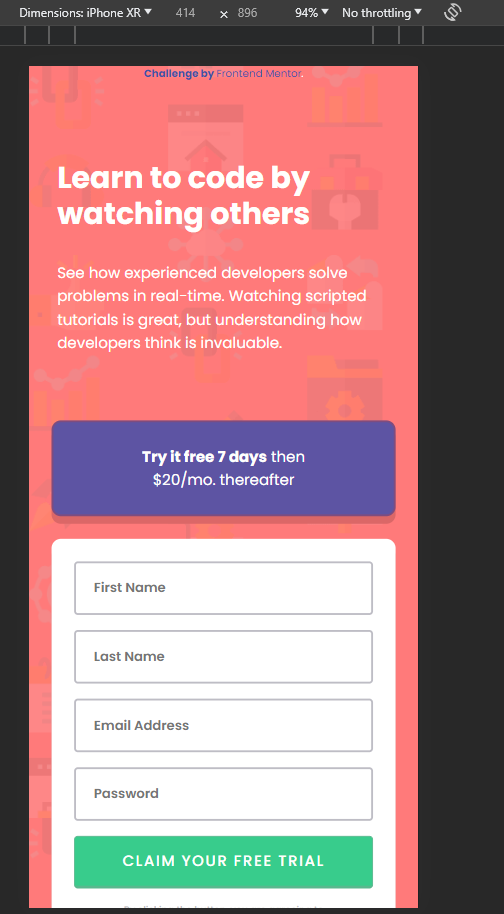 Dimensions: iPhone XR 414 × 896 94% No throttling
Challenge by Frontend Mentor.
Learn to code by
watching others
See how experienced developers solve
problems in real-time. Watching scripted
tutorials is great, but understanding how
developers think is invaluable.
Try it free 7 days then
$20/mo. thereafter
First Name
Last Name
Email Address
Password
CLAIM YOUR FREE TRIAL